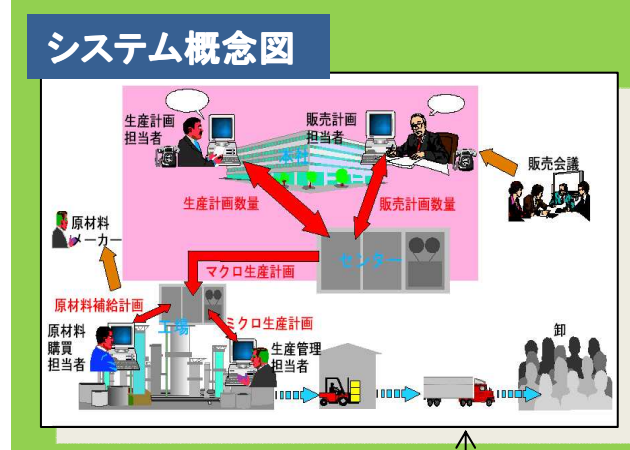 システム概念図
生産計画
担当者
販売計画
担当者
本社
販売会議
生産計画数量
販売計画数量
原材料
メーカー
センター
マクロ生産計画
原材料補給計画
工場
ミクロ生産計画
原材料
購買
担当者
生産管理
担当者
卸